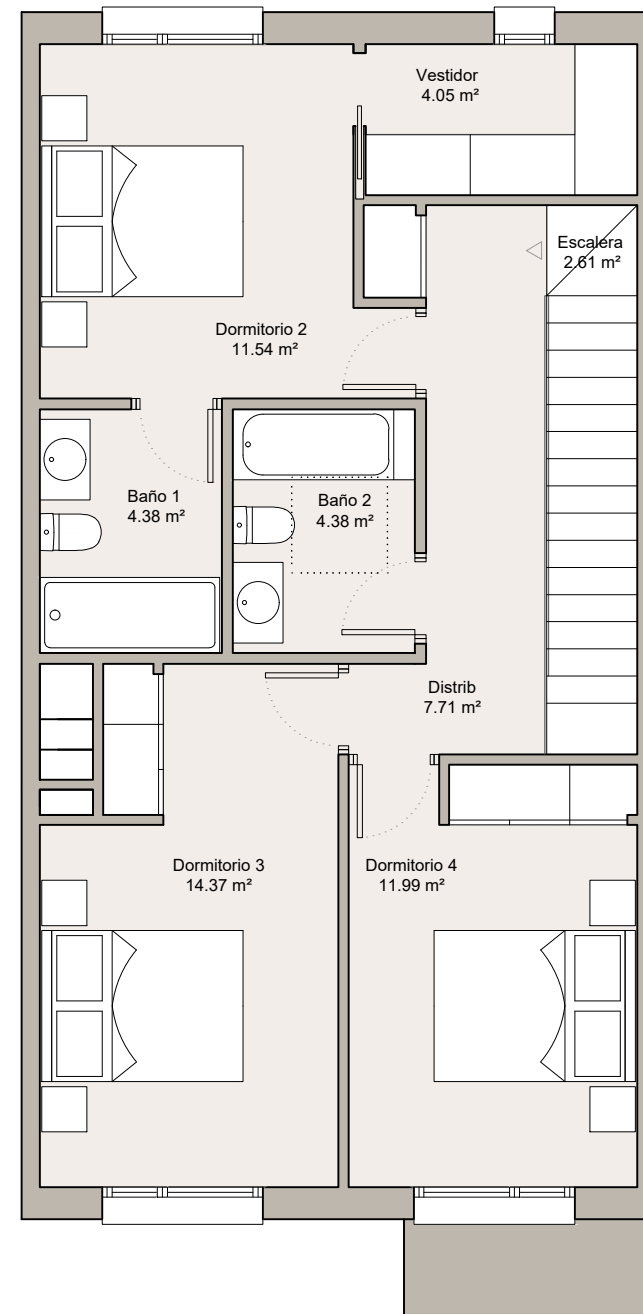 Vestidor
4.05 m²
Escalera
2.61 m²
Dormitorio 2
11.54 m²
Baño 1
4.38 m²
Baño 2
4.38 m²
Distrib
7.71 m²
Dormitorio 3
14.37 m²
Dormitorio 4
11.99 m²